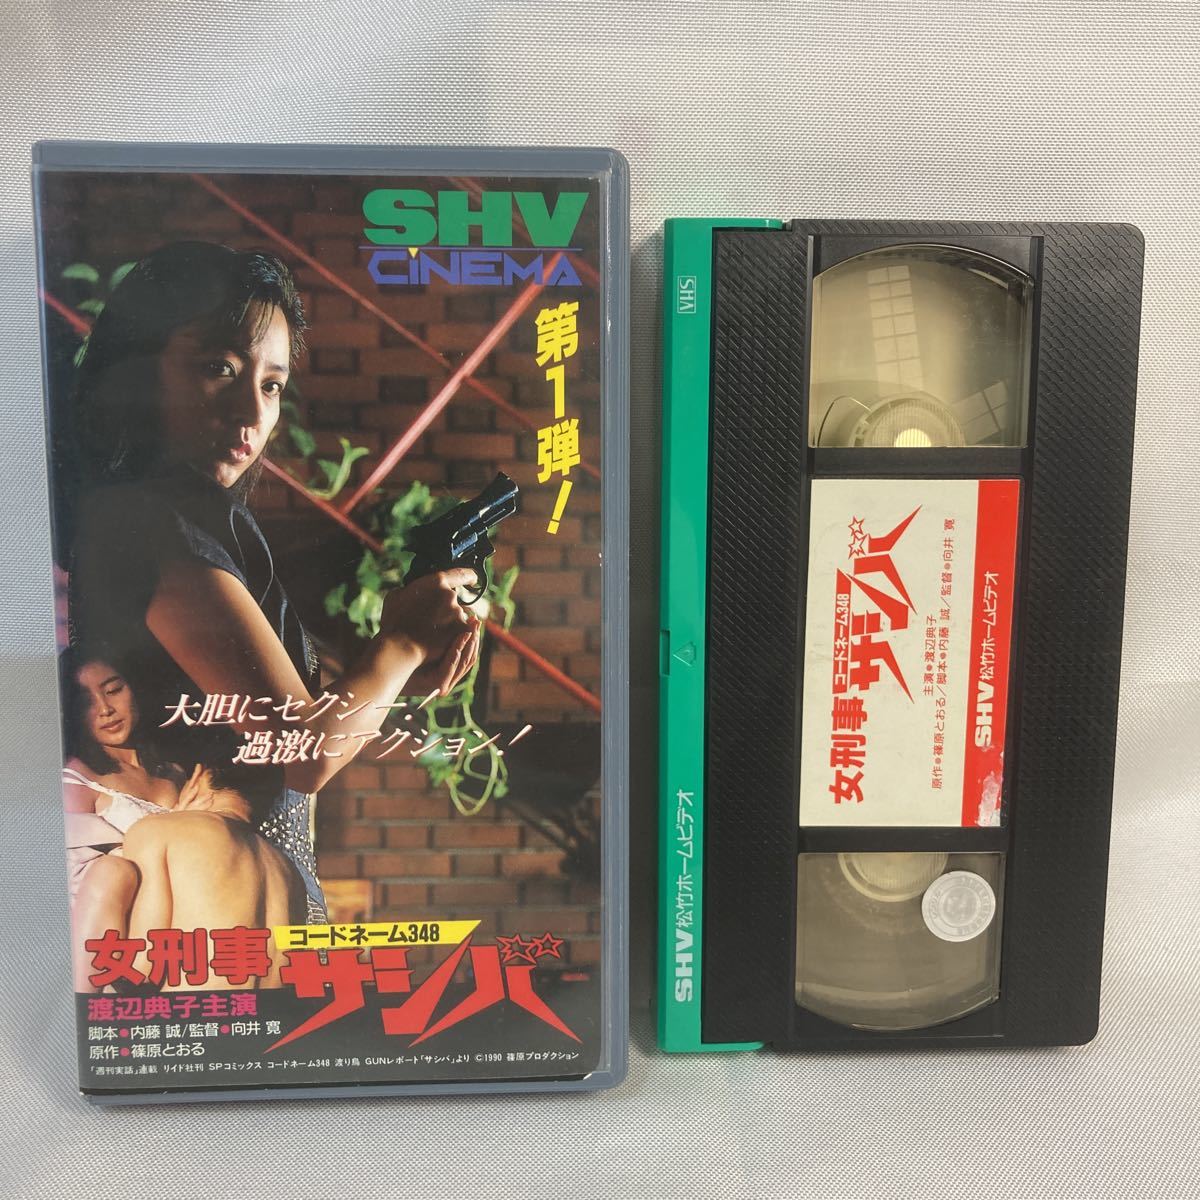 SHV
CINEMA
第1弾!
大胆にセクシー!
過激にアクション!
女刑事
コードネーム348
サシバ
渡辺典子主演
脚本●内藤 誠/監督●向井 寛
原作●篠原とおる
「週刊実話」連載 リイド社刊 SPコミックス コードネーム348 渡り鳥 GUNレポート「サシバ」より ©1990 篠原プロダクション
VHS
SHV 松竹ホームビデオ
女刑事
コードネーム348
サシバ
主演●渡辺典子
原作●篠原とおる/脚本●内藤 誠/監督●向井 寛
SHV 松竹ホームビデオ